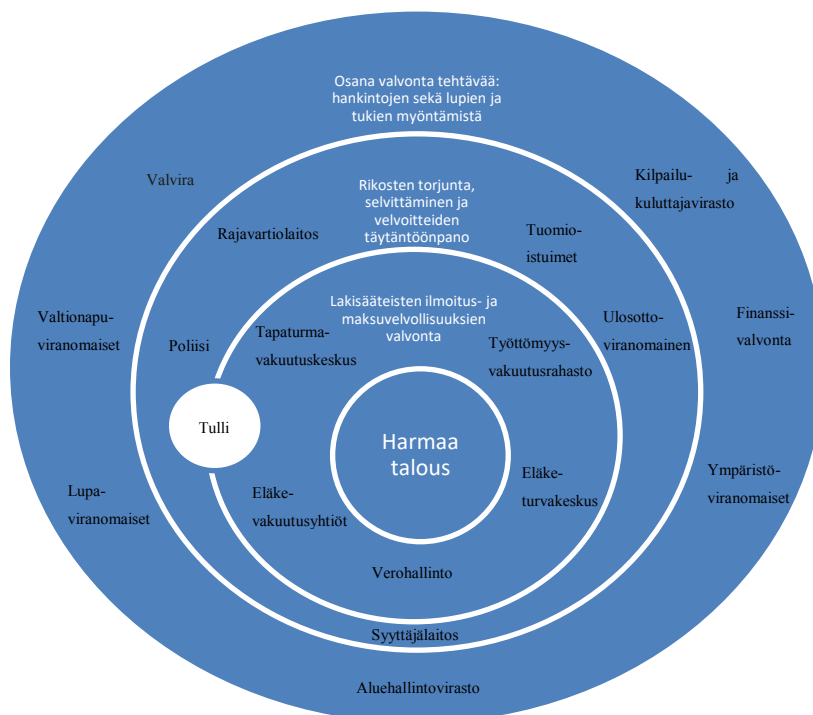 Osana valvonta tehtävää:
hankintojen sekä lupien ja
tukien myöntämistä
Valvira
Kilpailu- ja
kuluttajavirasto
Rikosten torjunta,
selvittäminen ja
velvoitteiden
täytäntöönpano
Rajavartiolaitos
Tuomio-
istuimet
Lakisääteisten ilmoitus- ja
maksuvelvollisuuksien
valvonta
Valtionapu-
viranomaiset
Poliisi
Tapaturma-
vakuutuskeskus
Työttömyys-
vakuutusrahasto
Ulosotto-
viranomainen
Finanssi-
valvonta
Tulli
Harmaa
talous
Lupa-
viranomaiset
Eläke-
vakuutusyhtiöt
Eläke-
turvakeskus
Ympäristö-
viranomaiset
Verohallinto
Syyttäjälaitos
Aluehallintovirasto